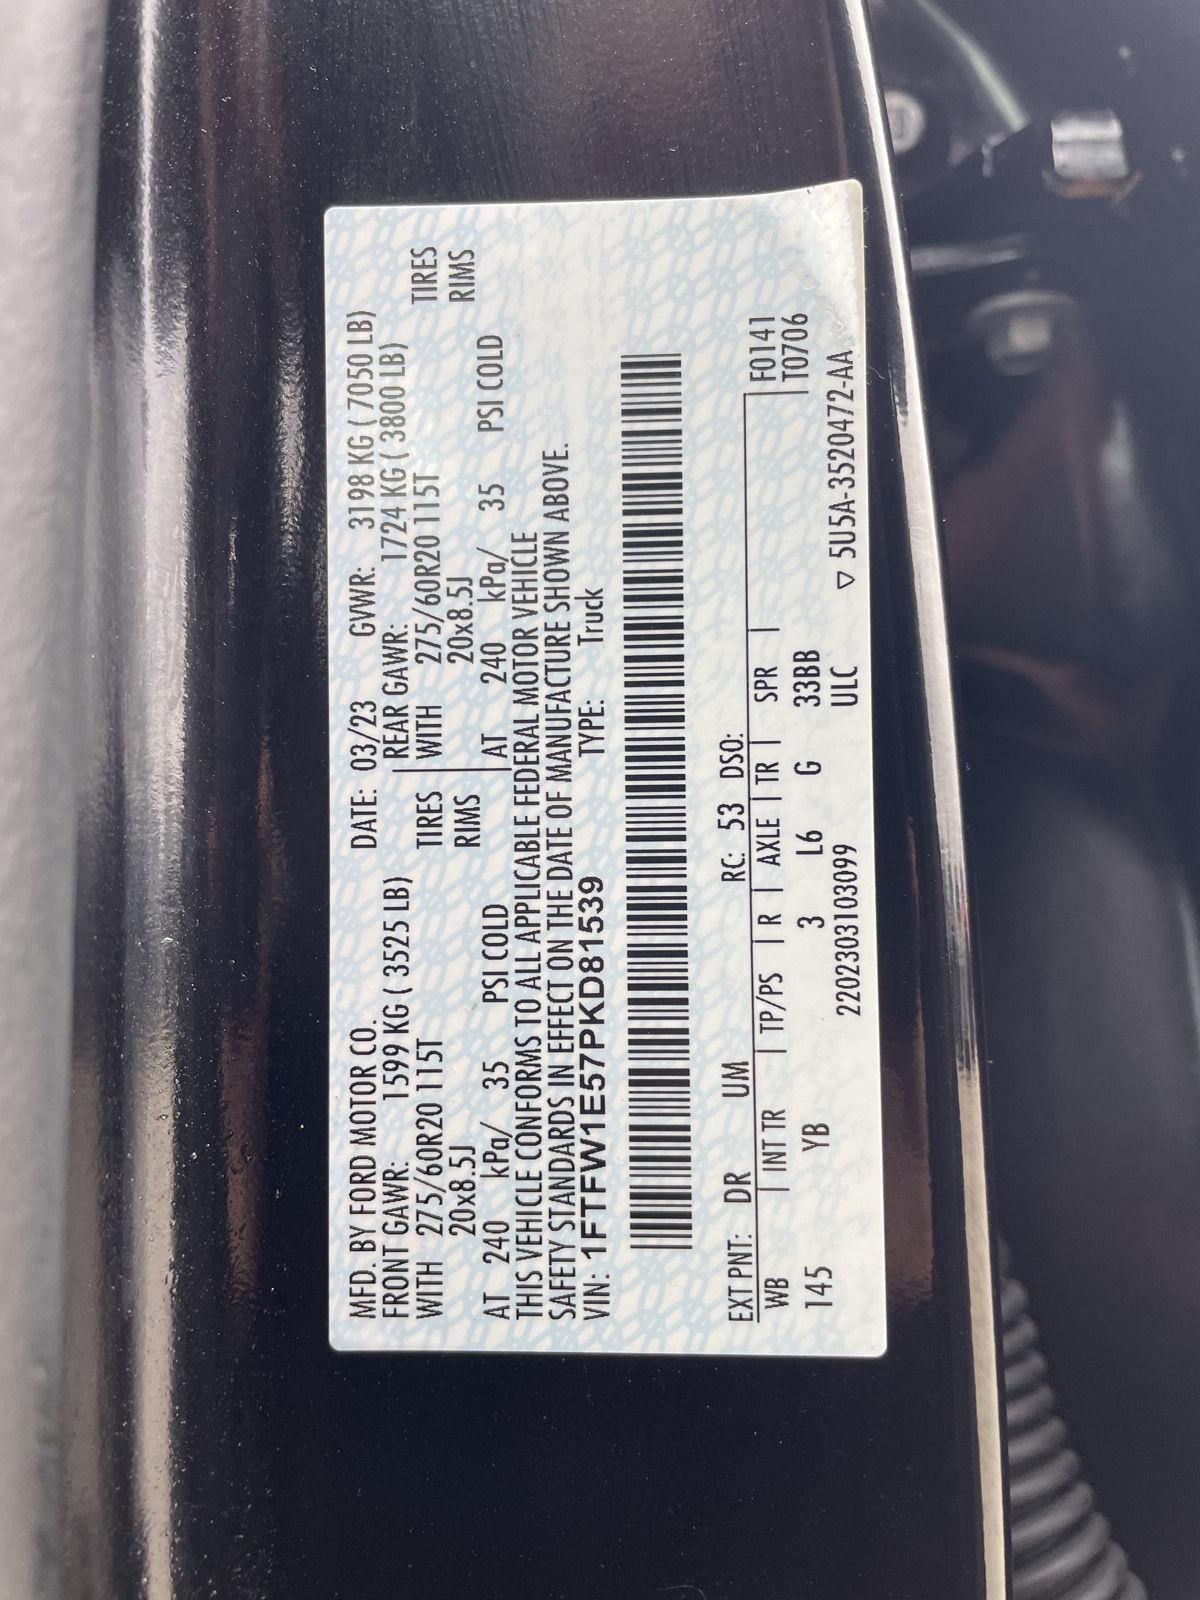 MFD. BY FORD MOTOR CO. DATE: 03/23 GVWR: 3198 KG ( 7050 LB)
FRONT GAWR: 1599 KG ( 3525 LB) REAR GAWR: 1724 KG ( 3800 LB)
WITH 275/60R20 115T TIRES WITH 275/60R20 115T TIRES
20x8.5J RIMS 20x8.5J RIMS
AT 240 kPa/ 35 PSI COLD AT 240 kPa/ 35 PSI COLD
THIS VEHICLE CONFORMS TO ALL APPLICABLE FEDERAL MOTOR VEHICLE
SAFETY STANDARDS IN EFFECT ON THE DATE OF MANUFACTURE SHOWN ABOVE.
VIN: 1FTFW1E57PKD81539 TYPE: Truck
EXT PNT: DR UM RC: 53 DSO:
WB | INT TR | TP/PS | R | AXLE | TR | SPR | F0141
145 YB 3 L6 G 33BB T0706
2202303103099 ULC ▽ 5U5A-3520472-AA